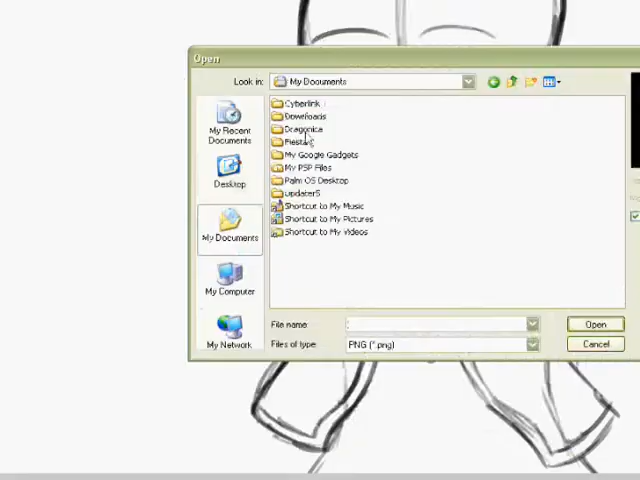 Open
Look in: My Documents
My Recent
Documents
Desktop
My Documents
My Computer
My Network
Cyberlink
Downloads
Dragonica
Fiesta
My Google Gadgets
My PSP Files
Palm OS Desktop
Updater5
Shortcut to My Music
Shortcut to My Pictures
Shortcut to My Videos
File name:
Open
Files of type: PNG (*.png)
Cancel